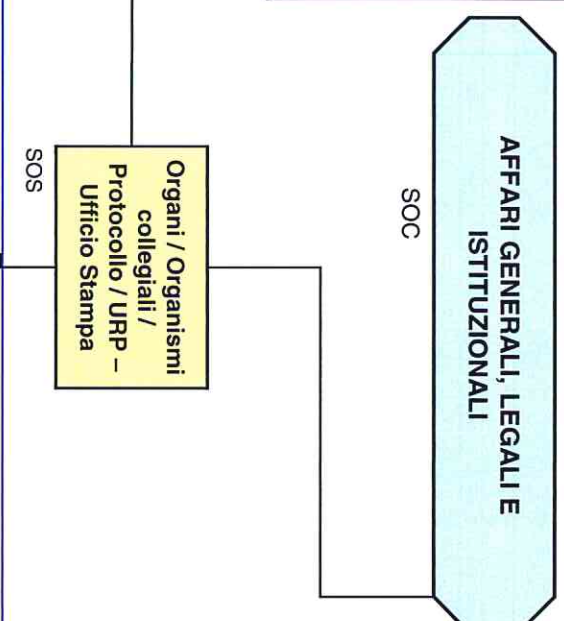 AFFARI GENERALI, LEGALI E
ISTITUZIONALI
SOC
Organi / Organismi
collegiali /
Protocollo / URP –
Ufficio Stampa
SOS